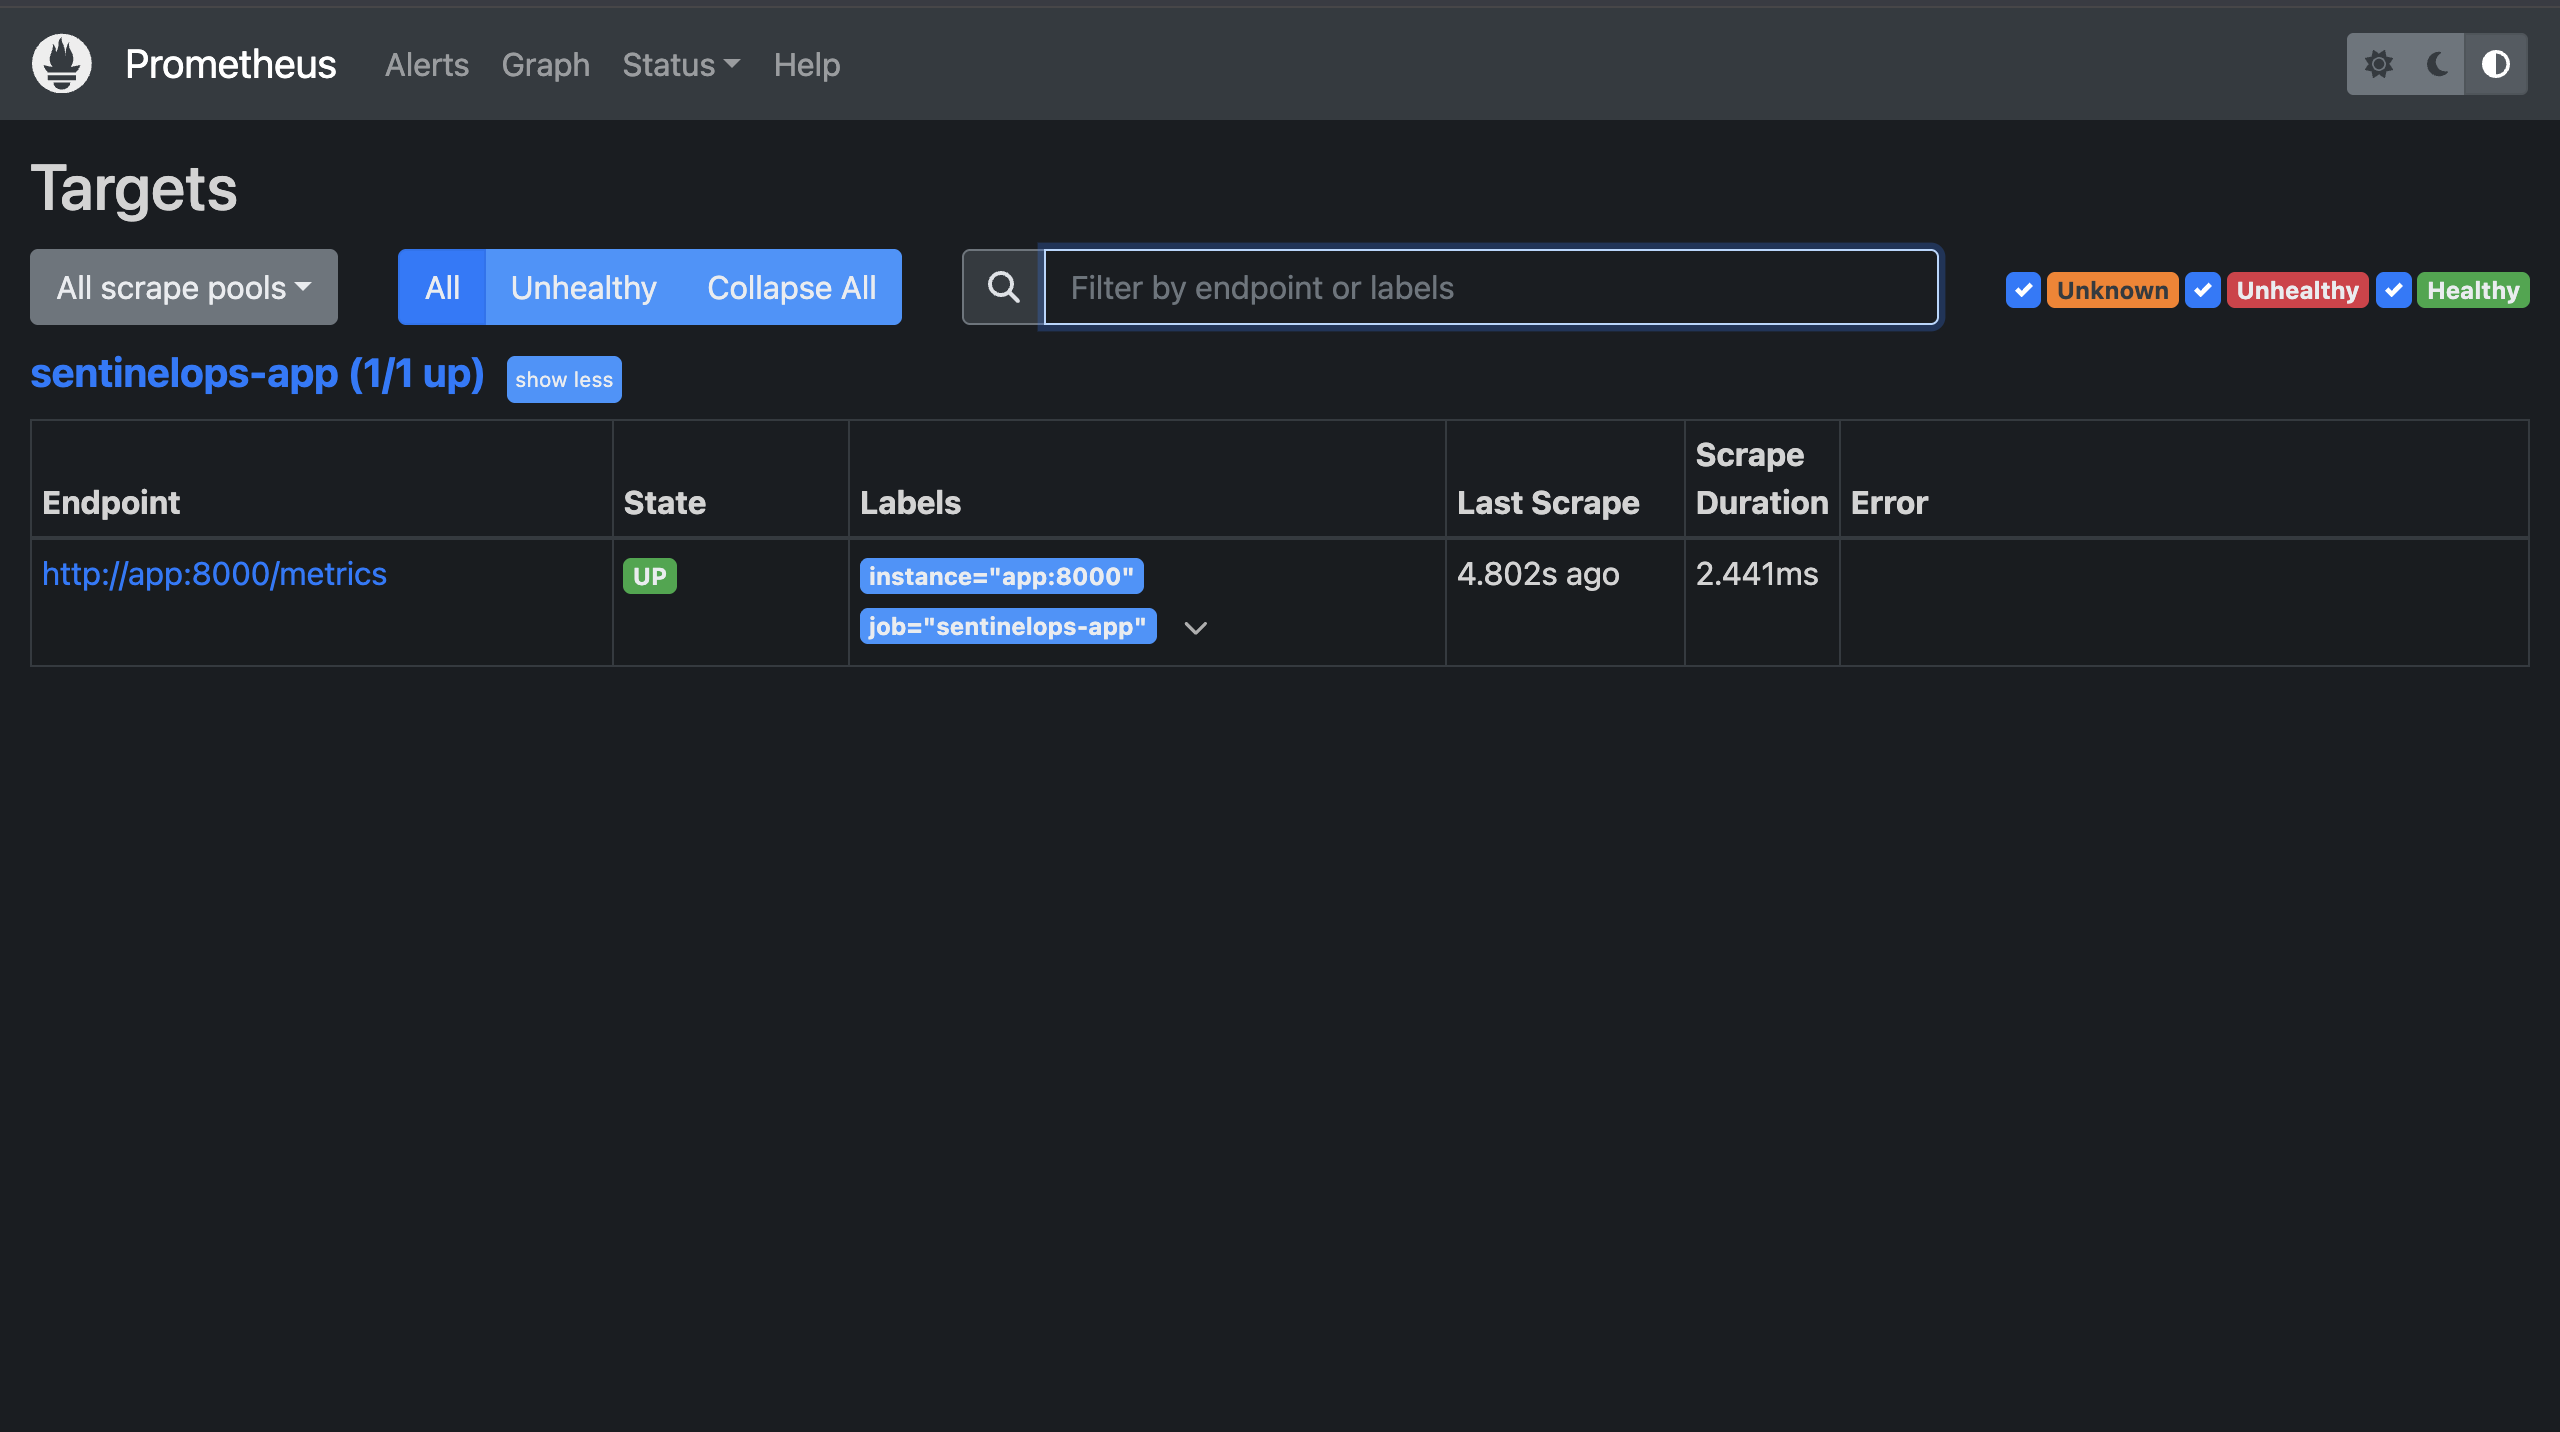 Prometheus Alerts Graph Status Help
Targets
All scrape pools All Unhealthy Collapse All Filter by endpoint or labels Unknown Unhealthy Healthy
sentinelops-app (1/1 up) show less
Endpoint State Labels Last Scrape Scrape Duration Error
http://app:8000/metrics UP instance="app:8000" 4.802s ago 2.441ms
job="sentinelops-app"